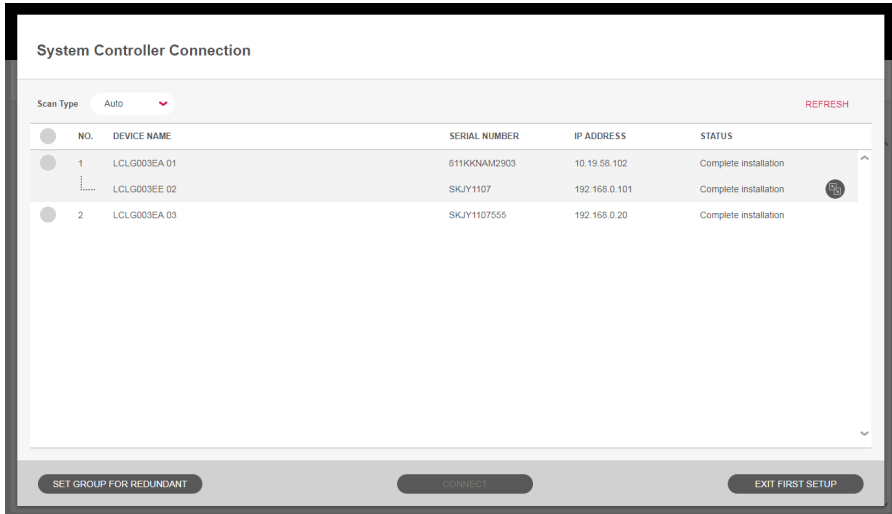 System Controller Connection
Scan Type Auto REFRESH
NO. DEVICE NAME SERIAL NUMBER IP ADDRESS STATUS
1 LCLG003EA 01 811KKNAM2903 10.19.58.102 Complete installation
LCLG003EE 02 SKJY1107 192.168.0.101 Complete installation
2 LCLG003EA 03 SKJY1107555 192.168.0.20 Complete installation
SET GROUP FOR REDUNDANT CONNECT EXIT FIRST SETUP